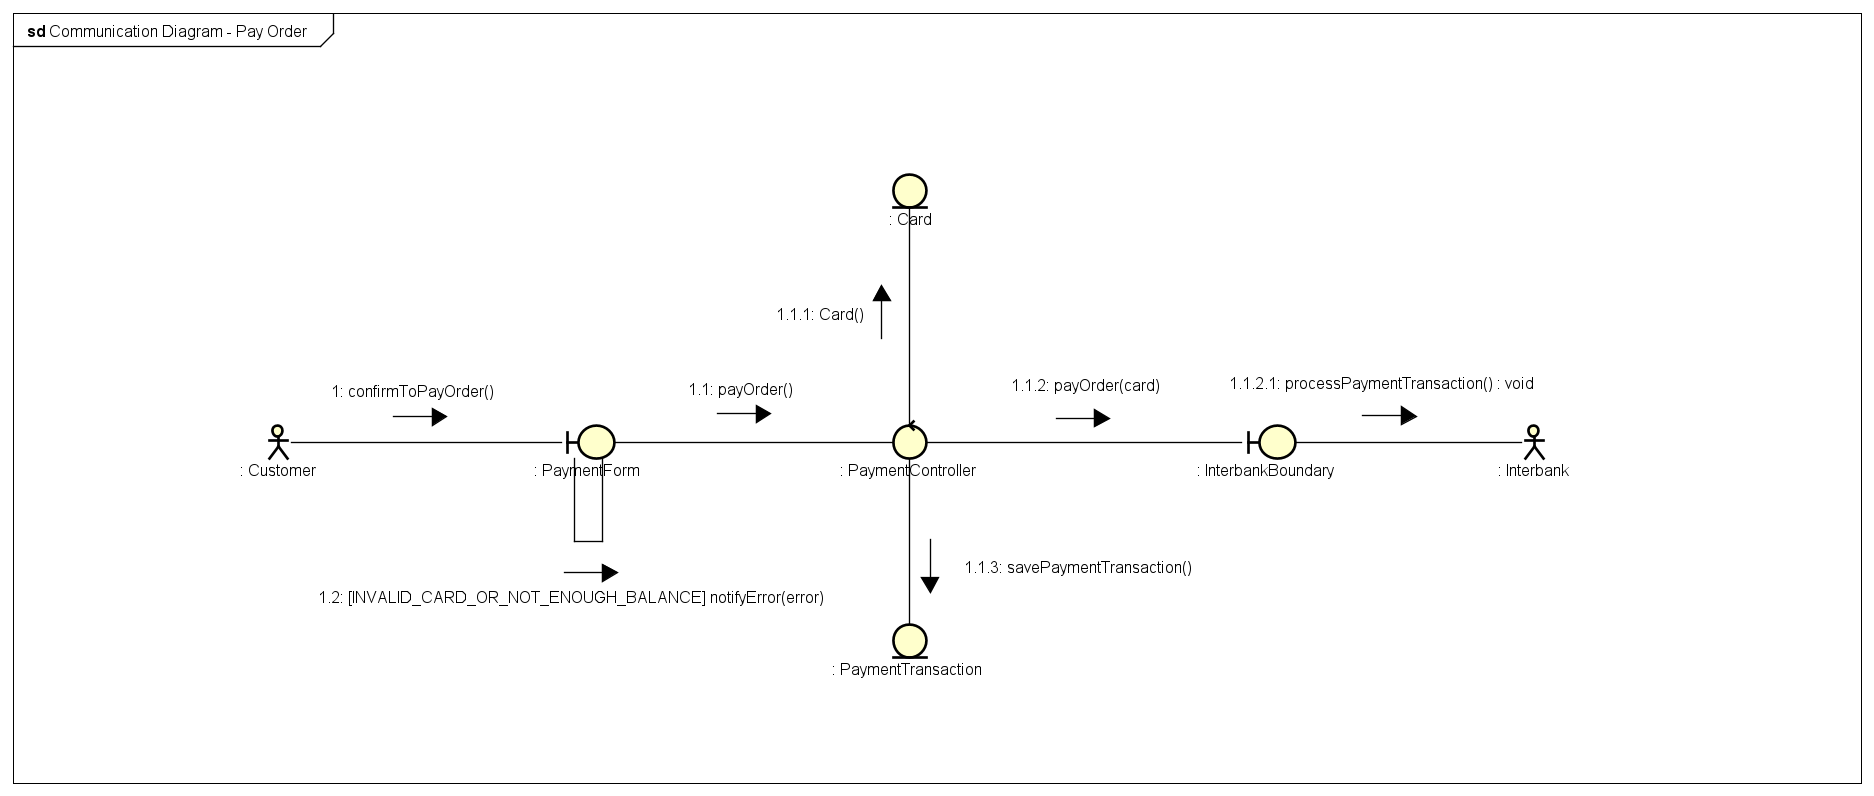 sd Communication Diagram - Pay Order
: Card
1.1.1: Card()
1: confirmToPayOrder()
1.1: payOrder()
1.1.2: payOrder(card)
1.1.2.1: processPaymentTransaction() : void
: Customer
: PaymentForm
: PaymentController
: InterbankBoundary
: Interbank
1.1.3: savePaymentTransaction()
1.2: [INVALID_CARD_OR_NOT_ENOUGH_BALANCE] notifyError(error)
: PaymentTransaction